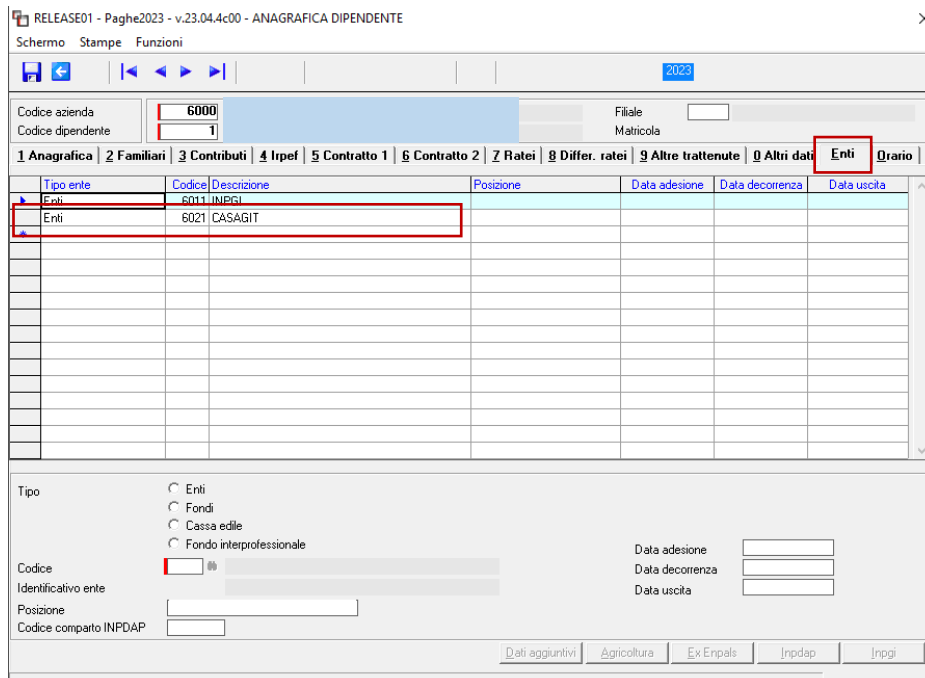 RELEASE01 - Paghe2023 - v.23.04.4c00 - ANAGRAFICA DIPENDENTE
Schermo Stampe Funzioni
2023
Codice azienda 6000 Filiale
Codice dipendente 1 Matricola
1 Anagrafica 2 Familiari 3 Contributi 4 Irpef 5 Contratto 1 6 Contratto 2 7 Ratei 8 Differ. ratei 9 Altre trattenute 0 Altri dati Enti Orario
Tipo ente Codice Descrizione Posizione Data adesione Data decorrenza Data uscita
Enti 6011 INPGI
Enti 6021 CASAGIT
Tipo Enti
Fondi
Cassa edile
Fondo interprofessionale
Data adesione
Codice Data decorrenza
Identificativo ente Data uscita
Posizione
Codice comparto INPDAP
Dati aggiuntivi Agricoltura Ex Enpals Inpdap Inpgi